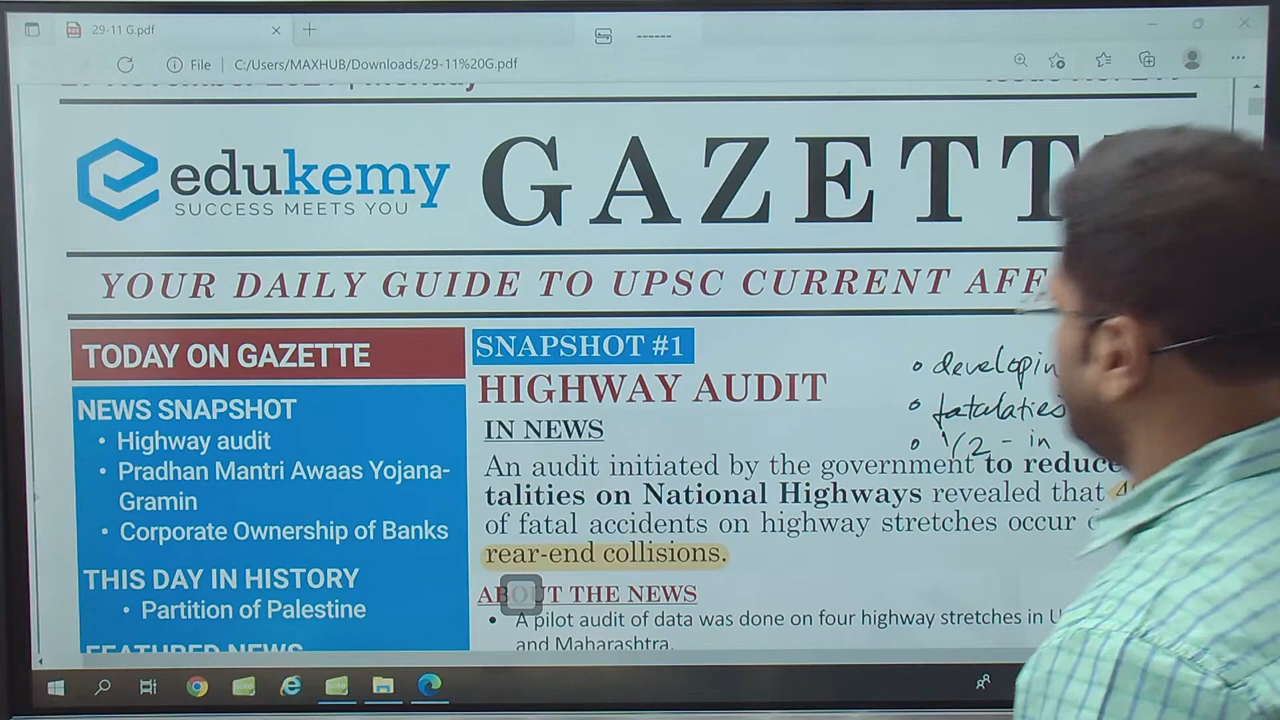 29-11 G.pdf
File
C:/Users/MAXHUB/Downloads/29-11%20G.pdf
edukemy
SUCCESS MEETS YOU
GAZETT
YOUR DAILY GUIDE TO UPSC CURRENT AFF
TODAY ON GAZETTE
NEWS SNAPSHOT
• Highway audit
• Pradhan Mantri Awaas Yojana-
Gramin
• Corporate Ownership of Banks
THIS DAY IN HISTORY
• Partition of Palestine
FEATURED NEWS
SNAPSHOT #1
HIGHWAY AUDIT
IN NEWS
An audit initiated by the government to reduce
talities on National Highways revealed that
of fatal accidents on highway stretches occur
rear-end collisions.
ABOUT THE NEWS
• A pilot audit of data was done on four highway stretches in U
and Maharashtra.
developin
fatalaties
1/2 - in